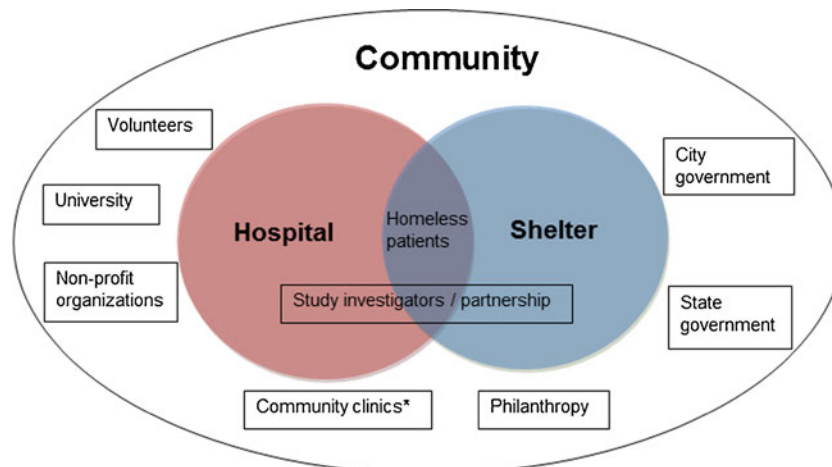 Community
Volunteers
City
government
University
Hospital
Homeless
patients
Shelter
Non-profit
organizations
Study investigators / partnership
State
government
Community clinics*
Philanthropy